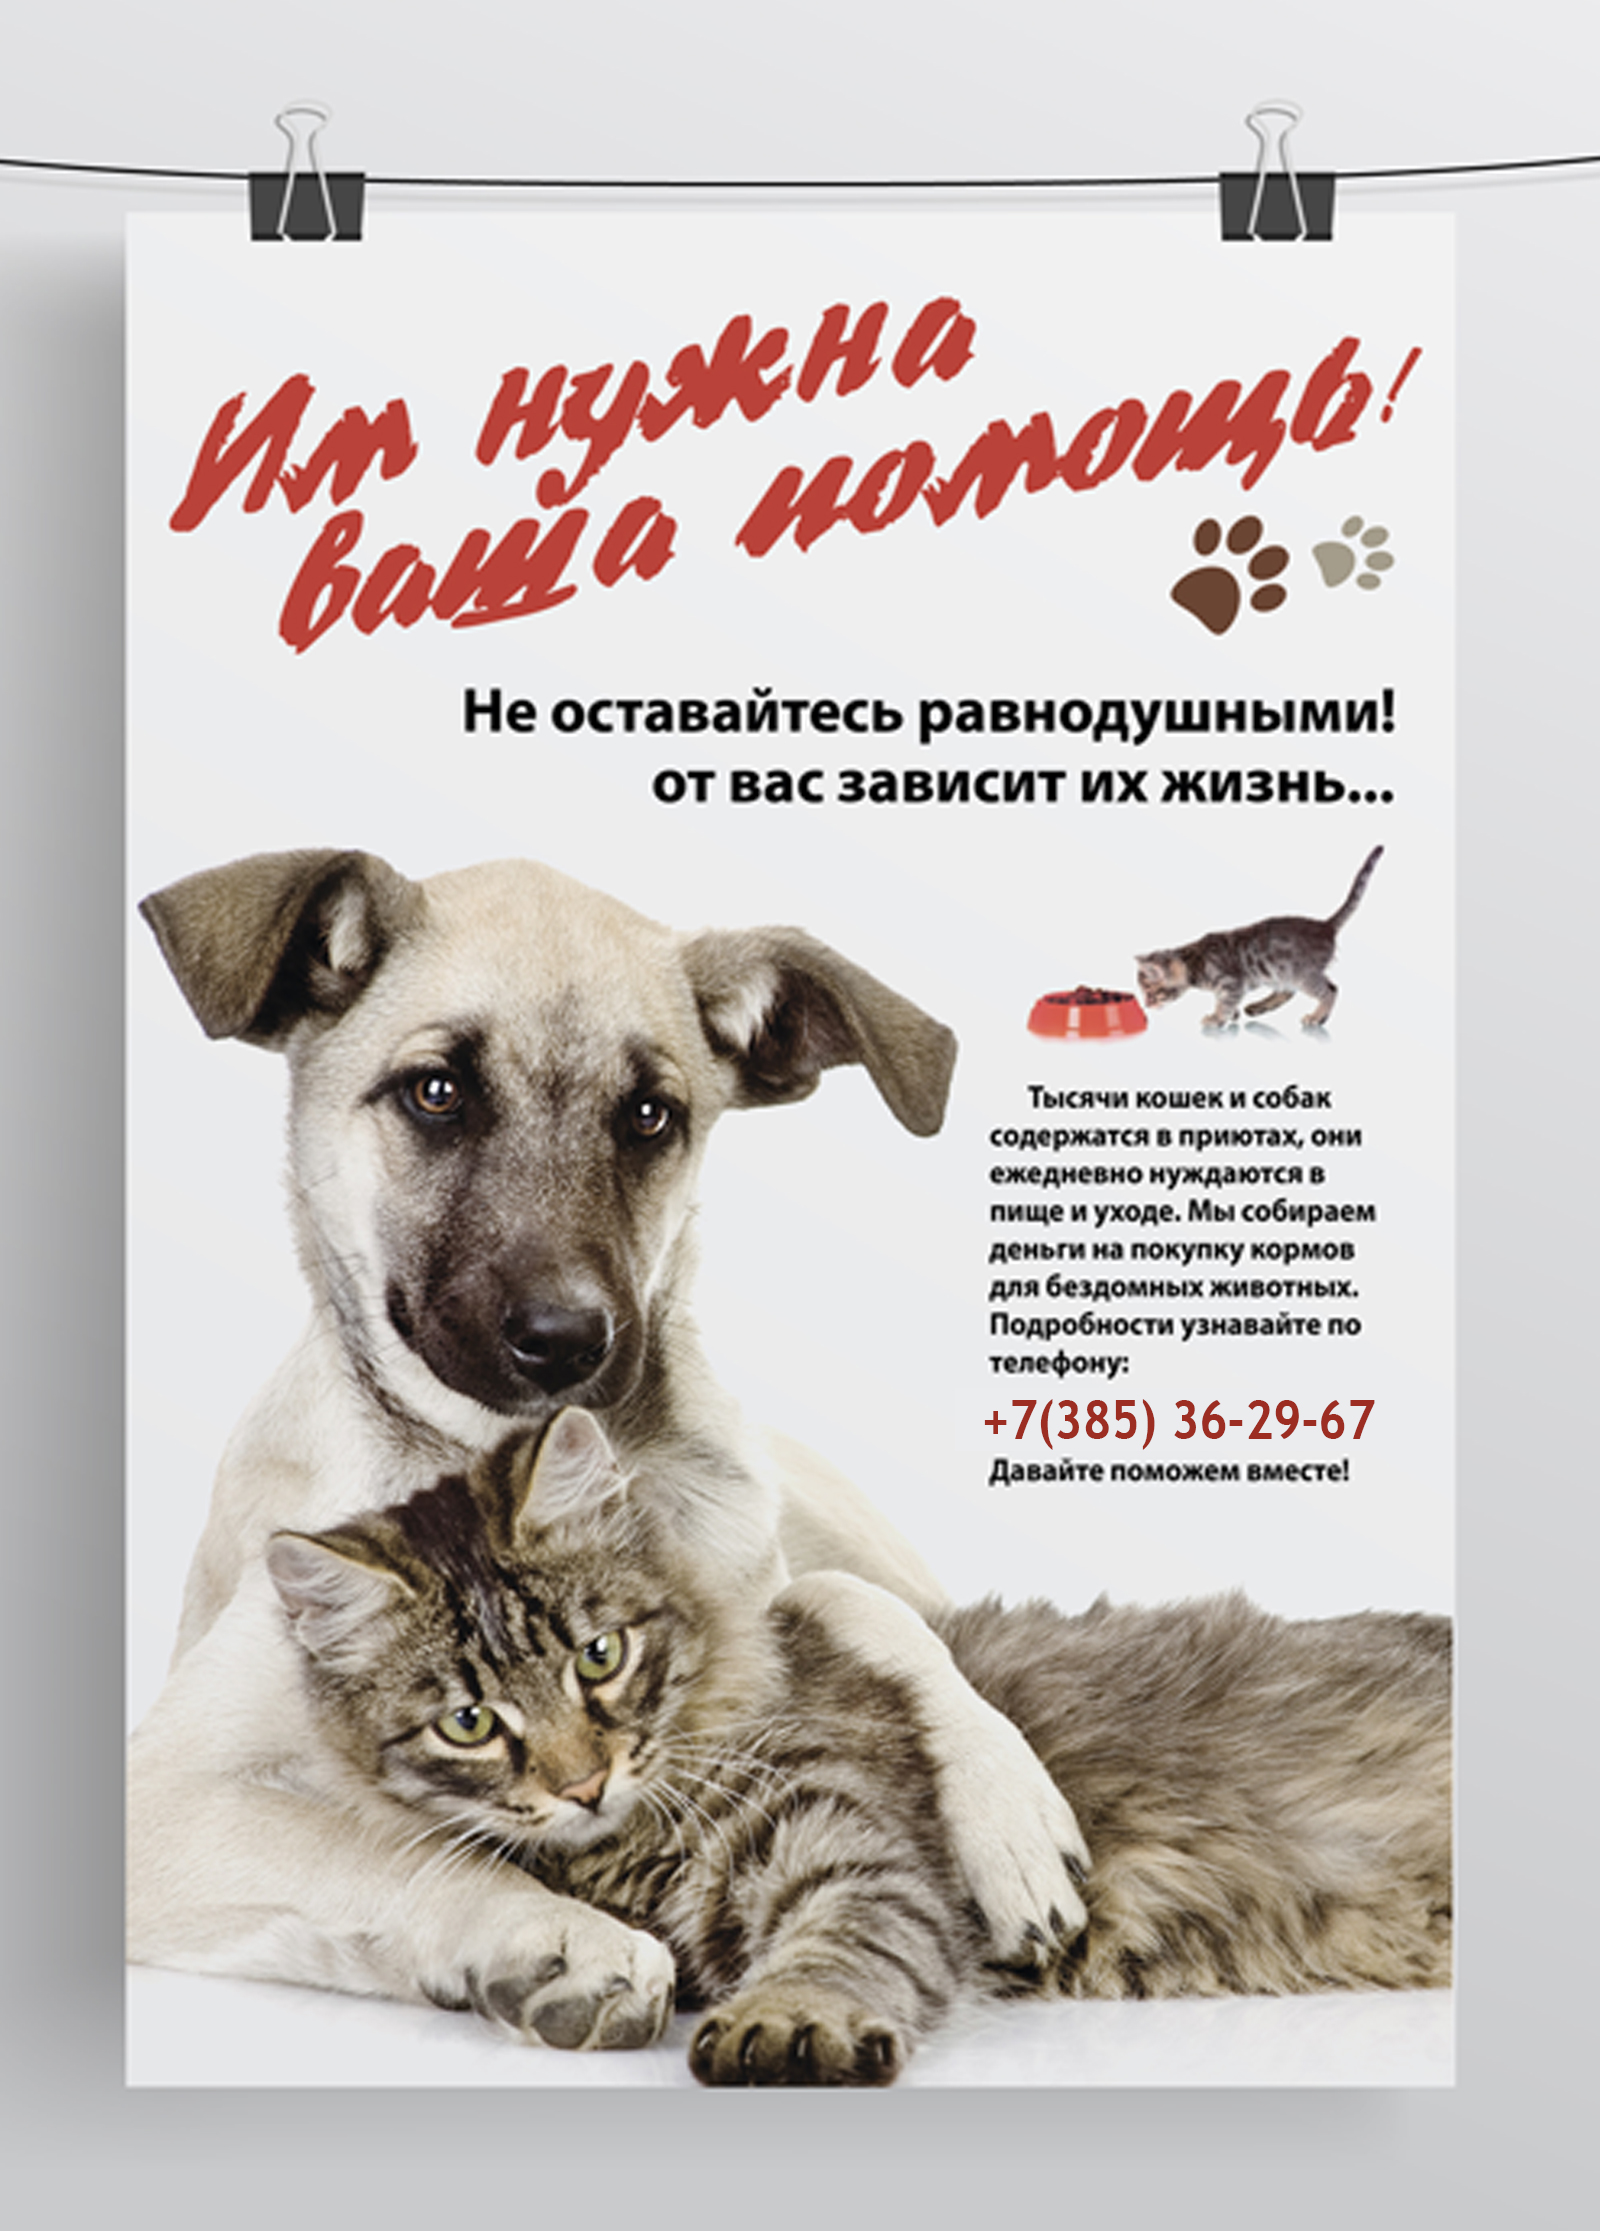 Им нужна
ваша помощь!
Не оставайтесь равнодушными!
от вас зависит их жизнь...
Тысячи кошек и собак
содержатся в приютах, они
ежедневно нуждаются в
пище и уходе. Мы собираем
деньги на покупку кормов
для бездомных животных.
Подробности узнавайте по
телефону:
+7(385) 36-29-67
Давайте поможем вместе!